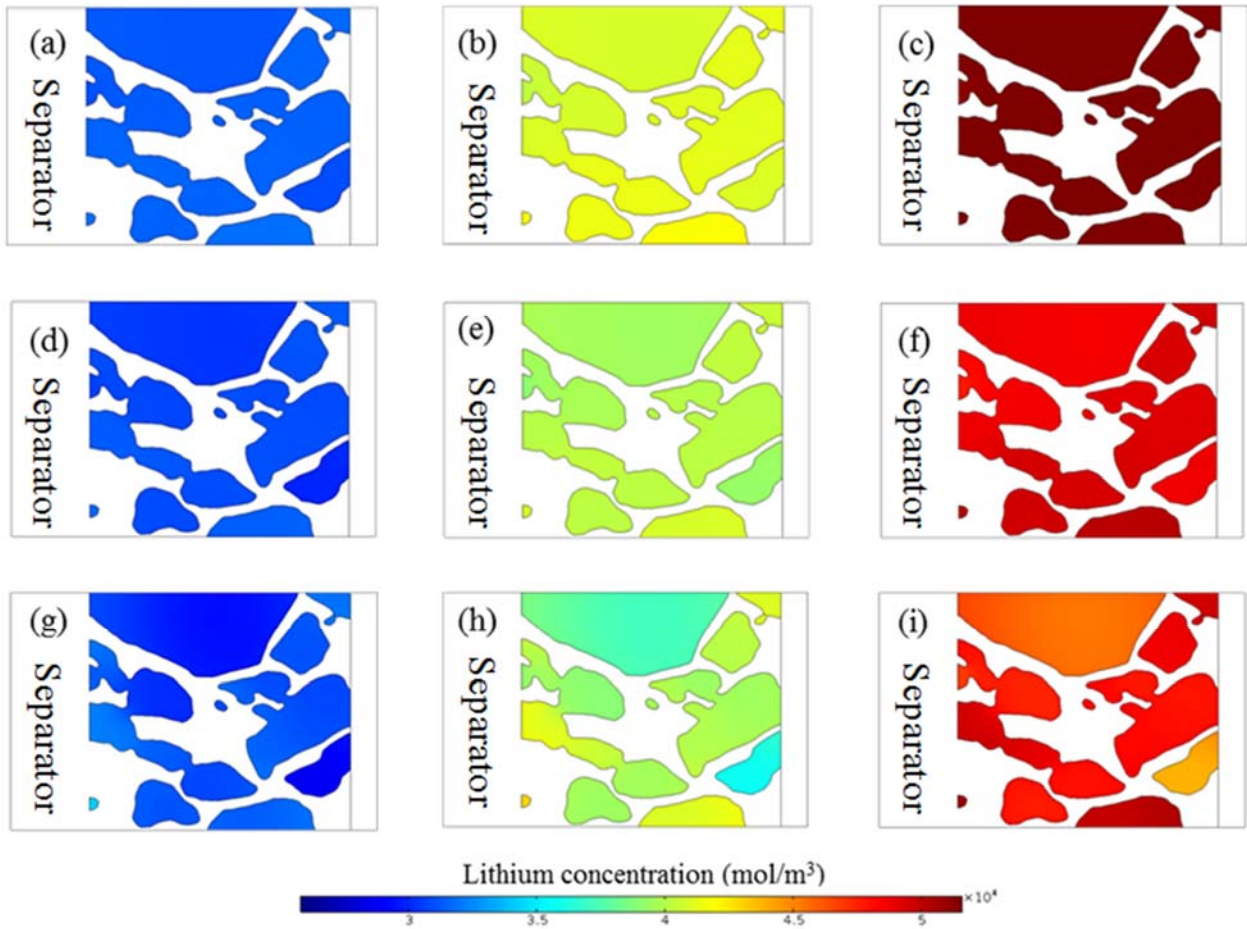 (a) (b) (c)
Separator Separator Separator
(d) (e) (f)
Separator Separator Separator
(g) (h) (i)
Separator Separator Separator
Lithium concentration (mol/m³)
×10⁴
3 3.5 4 4.5 5